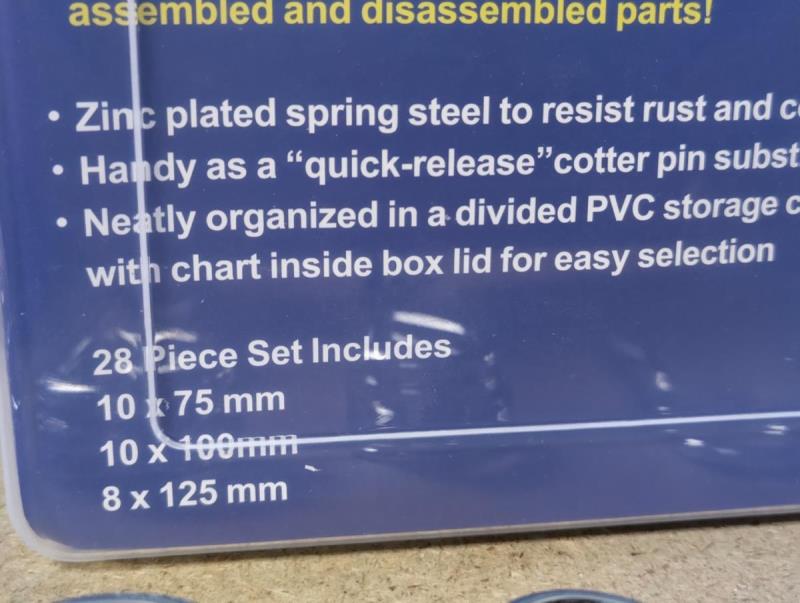 assembled and disassembled parts!
• Zinc plated spring steel to resist rust and
• Handy as a “quick-release”cotter pin
• Neatly organized in a divided PVC storage
with chart inside box lid for easy selection
28 Piece Set Includes
10 x 75 mm
10 x 100mm
8 x 125 mm